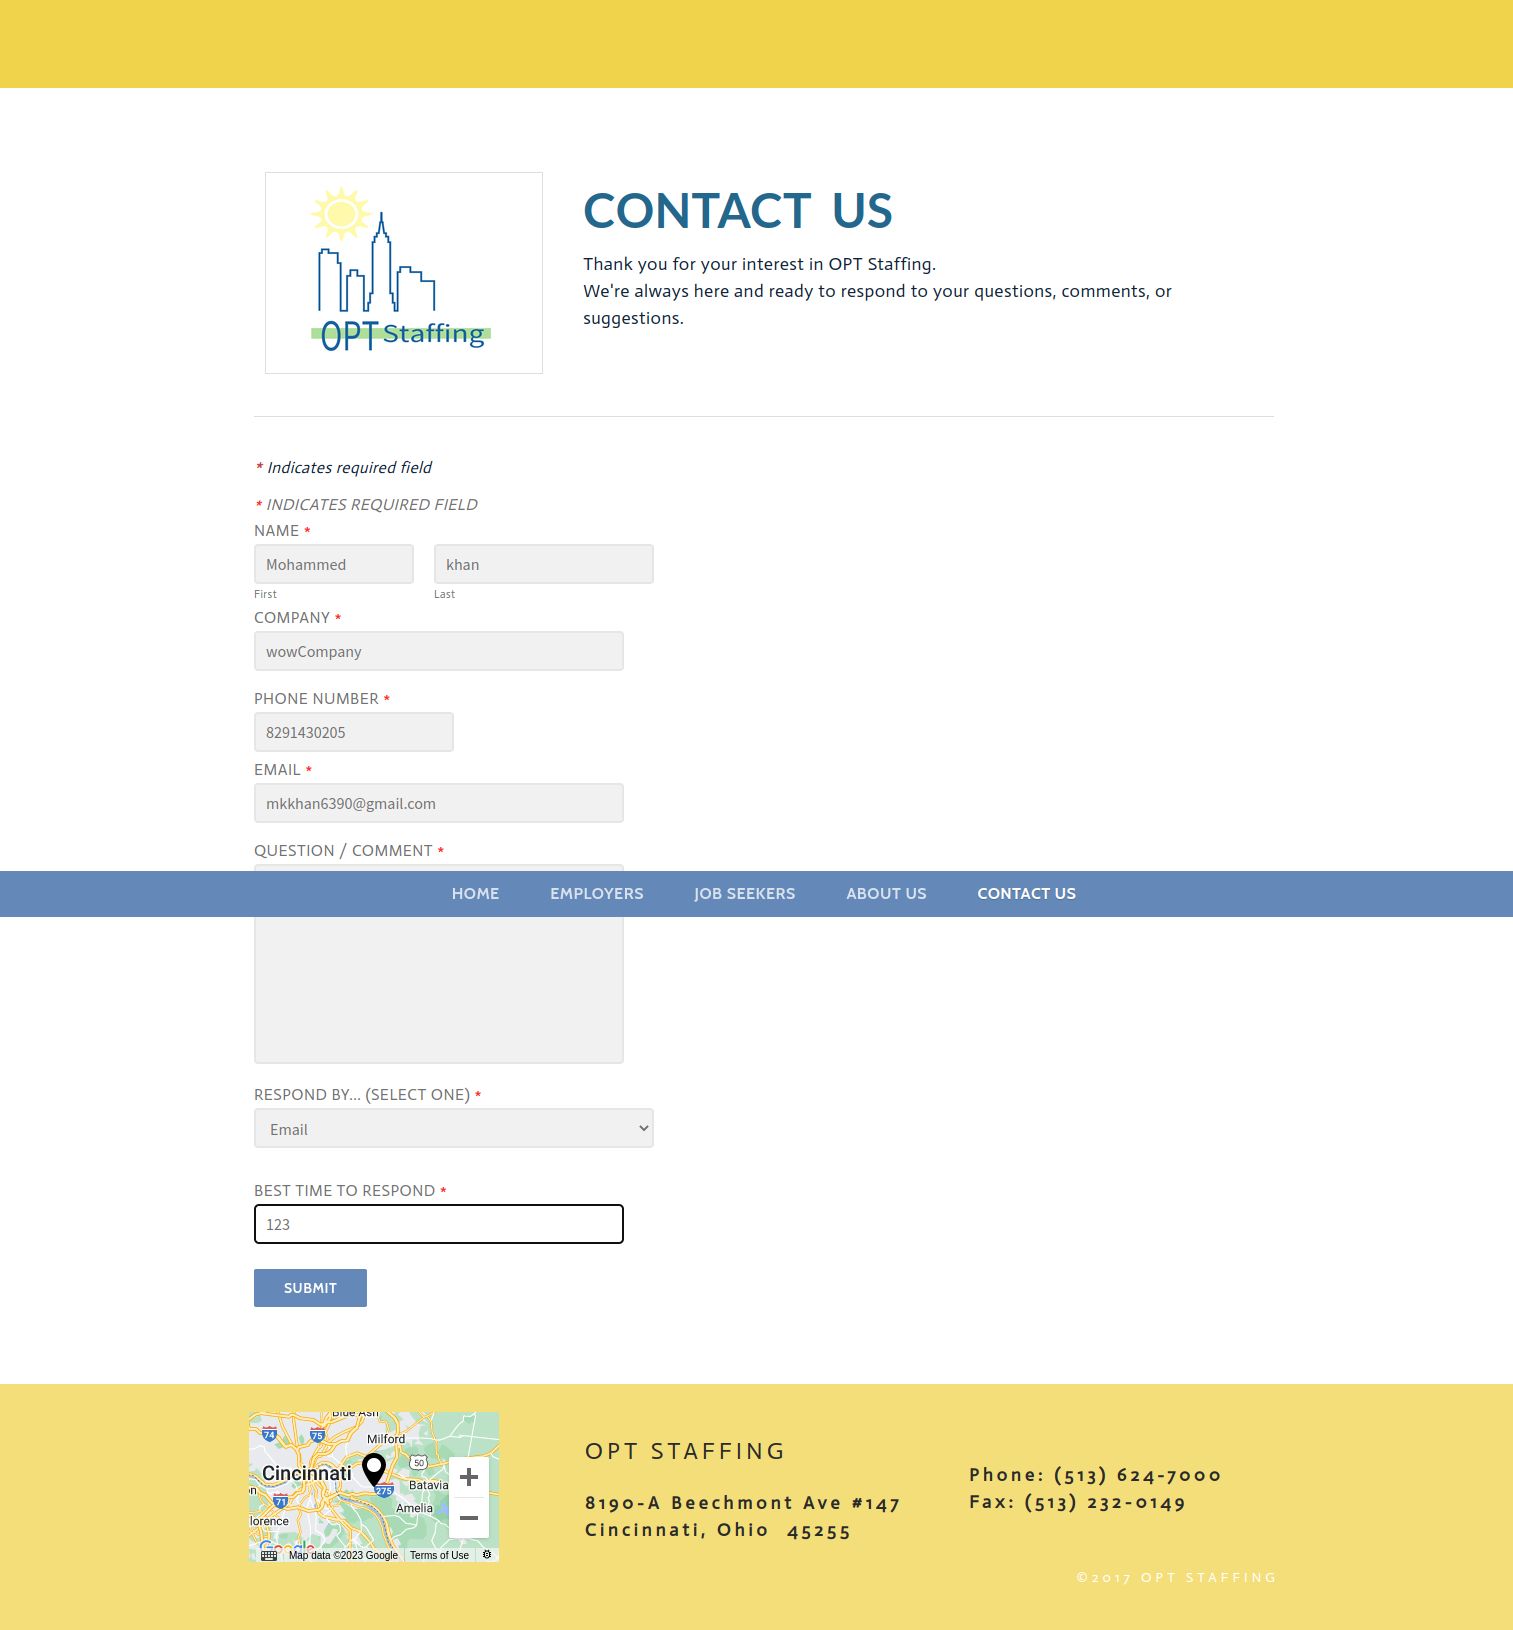 OPT Staffing
CONTACT US
Thank you for your interest in OPT Staffing.
We're always here and ready to respond to your questions, comments, or
suggestions.
* Indicates required field
* INDICATES REQUIRED FIELD
NAME *
Mohammed khan
First Last
COMPANY *
wowCompany
PHONE NUMBER *
8291430205
EMAIL *
mkkhan6390@gmail.com
QUESTION / COMMENT *
HOME EMPLOYERS JOB SEEKERS ABOUT US CONTACT US
RESPOND BY... (SELECT ONE) *
Email
BEST TIME TO RESPOND *
123
SUBMIT
Blue Ash
74 75 Milford
50
Cincinnati
275 Batavia
71 Amelia
lorence
Google
Map data ©2023 Google Terms of Use
OPT STAFFING
8190-A Beechmont Ave #147
Cincinnati, Ohio 45255
Phone: (513) 624-7000
Fax: (513) 232-0149
©2017 OPT STAFFING